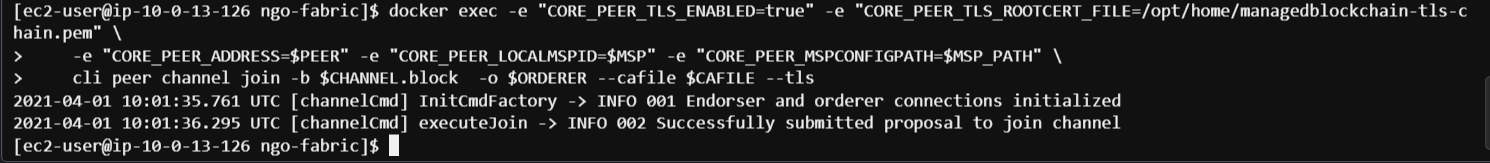 [ec2-user@ip-10-0-13-126 ngo-fabric]$ docker exec -e "CORE_PEER_TLS_ENABLED=true" -e "CORE_PEER_TLS_ROOTCERT_FILE=/opt/home/managedblockchain-tls-c
hain.pem" \
>     -e "CORE_PEER_ADDRESS=$PEER" -e "CORE_PEER_LOCALMSPID=$MSP" -e "CORE_PEER_MSPCONFIGPATH=$MSP_PATH" \
>     cli peer channel join -b $CHANNEL.block  -o $ORDERER --cafile $CAFILE --tls
2021-04-01 10:01:35.761 UTC [channelCmd] InitCmdFactory -> INFO 001 Endorser and orderer connections initialized
2021-04-01 10:01:36.295 UTC [channelCmd] executeJoin -> INFO 002 Successfully submitted proposal to join channel
[ec2-user@ip-10-0-13-126 ngo-fabric]$